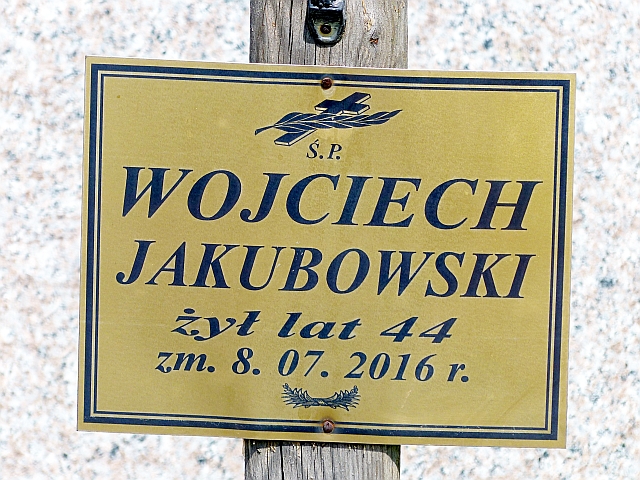 Ś.P.
WOJCIECH
JAKUBOWSKI
żył lat 44
zm. 8. 07. 2016 r.